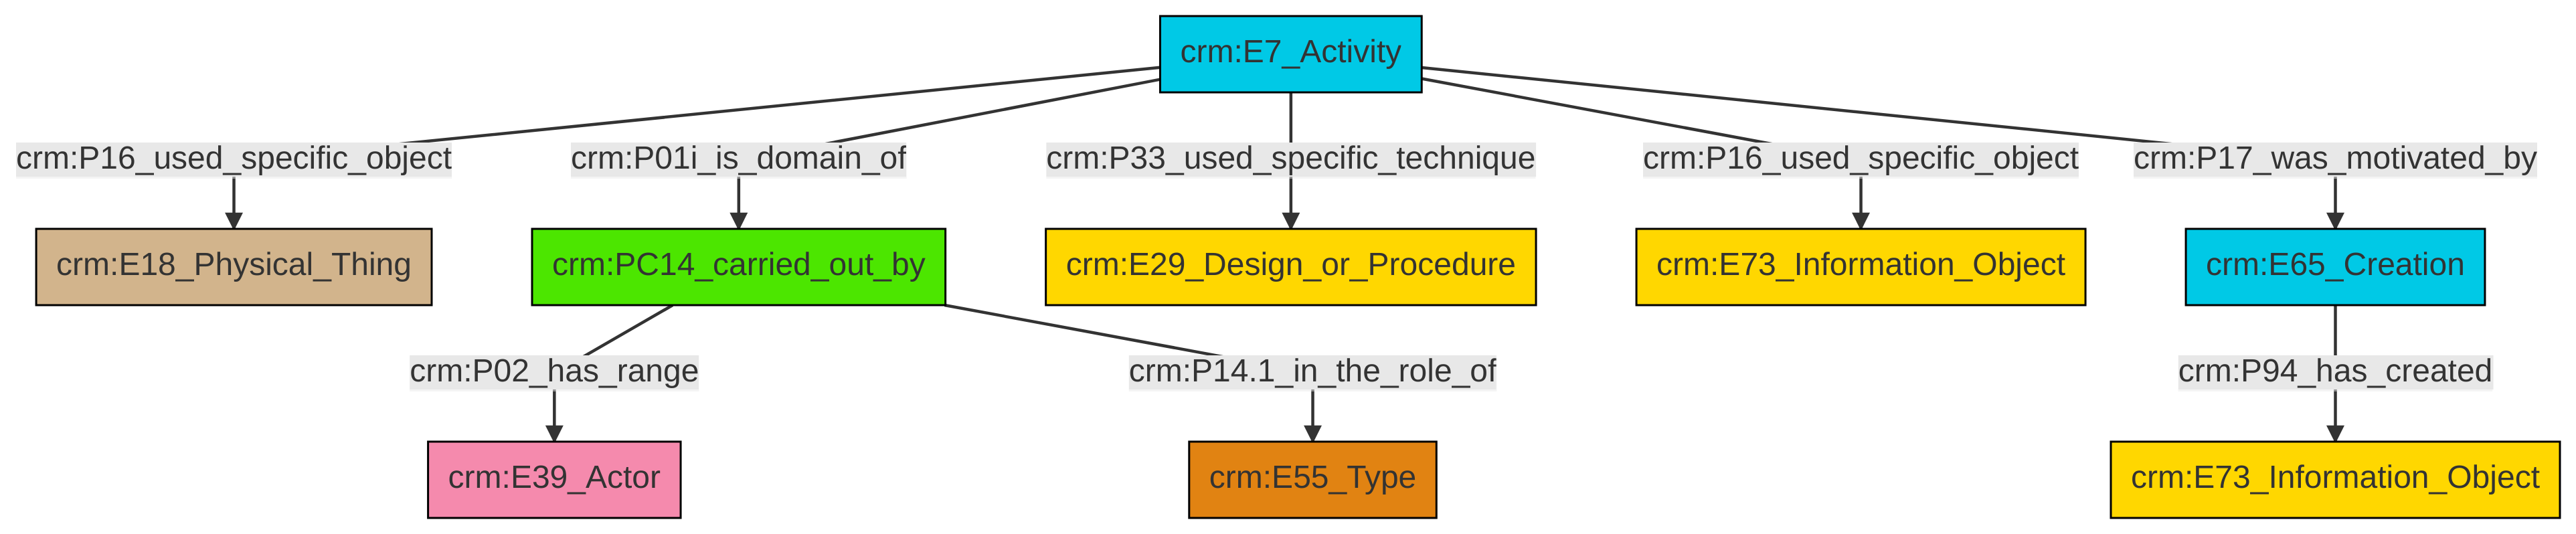 crm:E7_Activity
crm:P16_used_specific_object
crm:P01i_is_domain_of
crm:P33_used_specific_technique
crm:P16_used_specific_object
crm:P17_was_motivated_by
crm:E18_Physical_Thing
crm:PC14_carried_out_by
crm:E29_Design_or_Procedure
crm:E73_Information_Object
crm:E65_Creation
crm:P02_has_range
crm:P14.1_in_the_role_of
crm:P94_has_created
crm:E39_Actor
crm:E55_Type
crm:E73_Information_Object